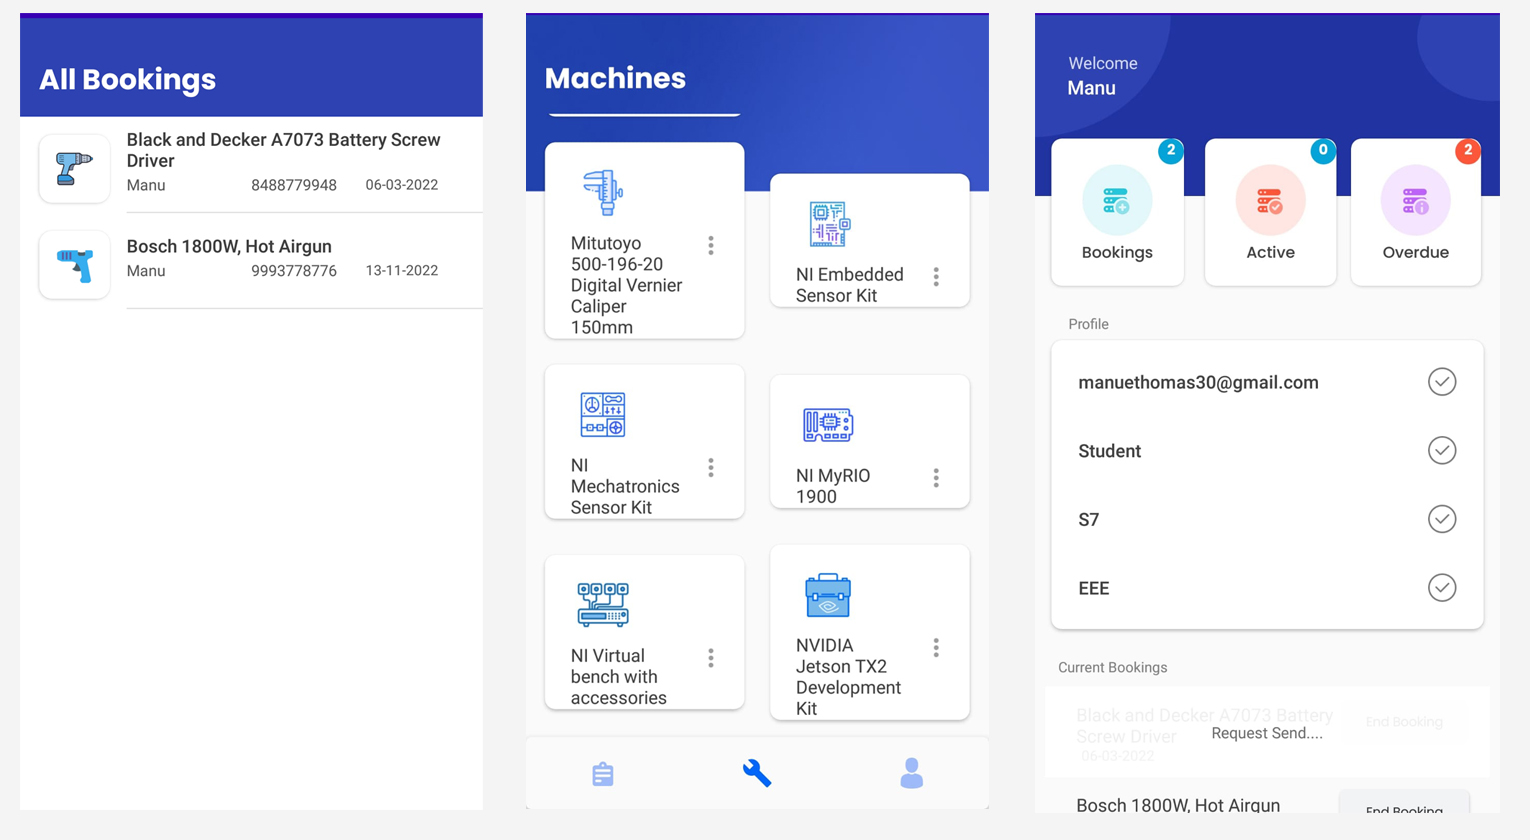 All Bookings
Black and Decker A7073 Battery Screw
Driver
Manu 8488779948 06-03-2022
Bosch 1800W, Hot Airgun
Manu 9993778776 13-11-2022
Machines
Mitutoyo
500-196-20
Digital Vernier
Caliper
150mm
NI Embedded
Sensor Kit
NI
Mechatronics
Sensor Kit
NI MyRIO
1900
NI Virtual
bench with
accessories
NVIDIA
Jetson TX2
Development
Kit
Welcome
Manu
2 0 2
Bookings Active Overdue
Profile
manuethomas30@gmail.com
Student
S7
EEE
Current Bookings
Black and Decker A7073 Battery End Booking
Screw Driver Request Send....
06-03-2022
Bosch 1800W, Hot Airgun End Booking